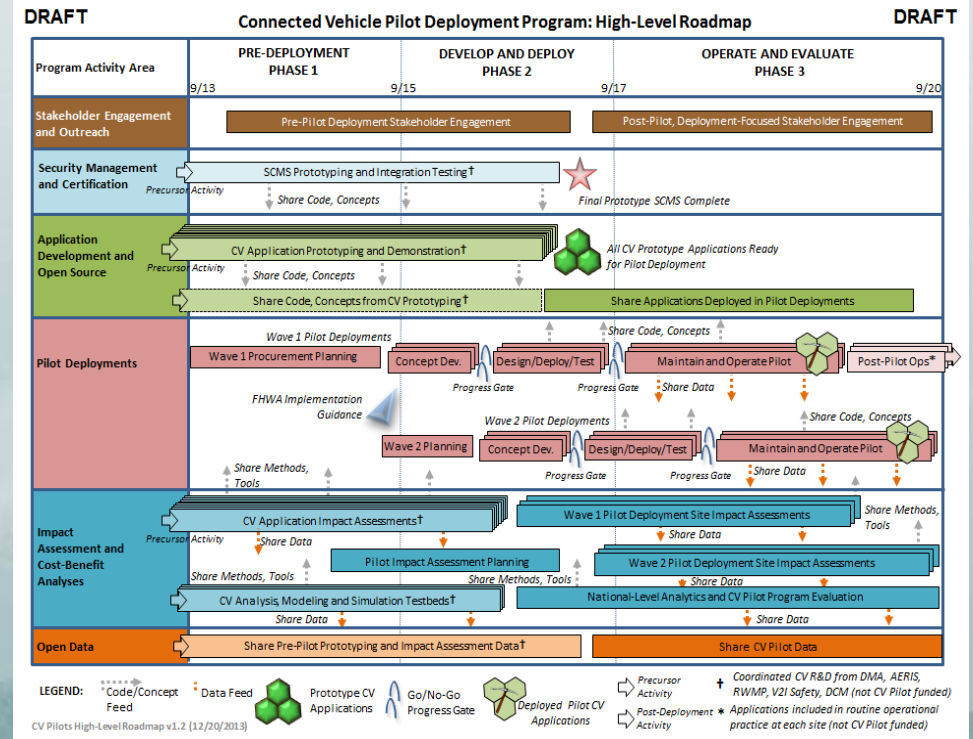 DRAFT
Connected Vehicle Pilot Deployment Program: High-Level Roadmap
DRAFT
Program Activity Area
PRE-DEPLOYMENT
PHASE 1
DEVELOP AND DEPLOY
PHASE 2
OPERATE AND EVALUATE
PHASE 3
9/13
9/15
9/17
9/20
Stakeholder Engagement
and Outreach
Pre-Pilot Deployment Stakeholder Engagement
Post-Pilot, Deployment-Focused Stakeholder Engagement
Security Management
and Certification
Precursor Activity
SCMS Prototyping and Integration Testing†
Share Code, Concepts
Final Prototype SCMS Complete
Application
Development and
Open Source
Precursor Activity
CV Application Prototyping and Demonstration†
Share Code, Concepts
All CV Prototype Applications Ready
for Pilot Deployment
Share Code, Concepts from CV Prototyping†
Share Applications Deployed in Pilot Deployments
Pilot Deployments
Wave 1 Pilot Deployments
Share Code, Concepts
Wave 1 Procurement Planning
Concept Dev.
Design/Deploy/Test
Maintain and Operate Pilot
Post-Pilot Ops*
Progress Gate
Progress Gate
Share Data
FHWA Implementation
Guidance
Wave 2 Pilot Deployments
Share Code, Concepts
Wave 2 Planning
Concept Dev.
Design/Deploy/Test
Maintain and Operate Pilot
Progress Gate
Progress Gate
Share Data
Share Methods,
Tools
Impact
Assessment and
Cost-Benefit
Analyses
Precursor Activity
CV Application Impact Assessments†
Share Data
Wave 1 Pilot Deployment Site Impact Assessments
Share Data
Share Methods,
Tools
Pilot Impact Assessment Planning
Wave 2 Pilot Deployment Site Impact Assessments
Share Methods, Tools
Share Methods, Tools
Share Data
CV Analysis, Modeling and Simulation Testbeds†
National-Level Analytics and CV Pilot Program Evaluation
Share Data
Share Data
Open Data
Share Pre-Pilot Prototyping and Impact Assessment Data†
Share CV Pilot Data
LEGEND:
Code/Concept
Feed
Data Feed
Prototype CV
Applications
Go/No-Go
Progress Gate
Deployed Pilot CV
Applications
Precursor
Activity
Post-Deployment
Activity
† Coordinated CV R&D from DMA, AERIS,
RWMP, V2I Safety, DCM (not CV Pilot funded)
* Applications included in routine operational
practice at each site (not CV Pilot funded)
CV Pilots High-Level Roadmap v1.2 (12/20/2013)